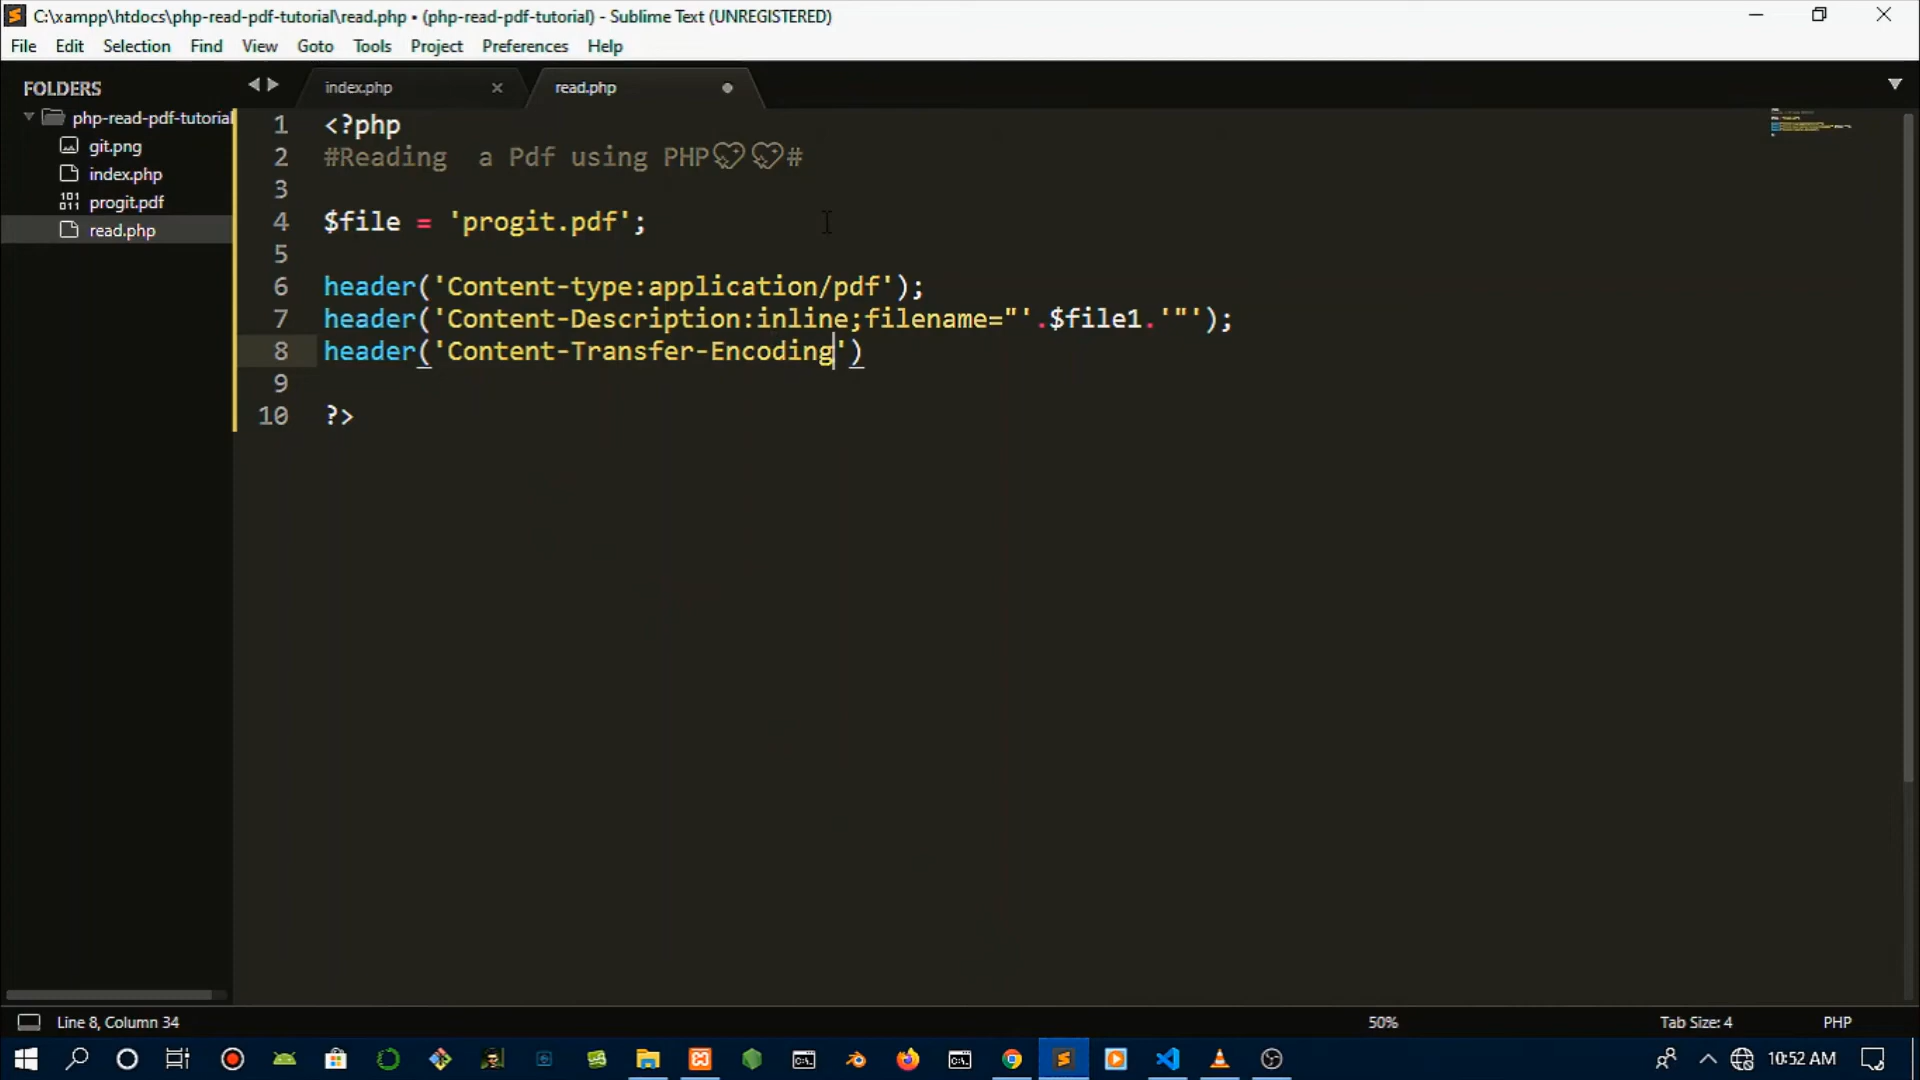 C:\xampp\htdocs\php-read-pdf-tutorial\read.php • (php-read-pdf-tutorial) - Sublime Text (UNREGISTERED)
File Edit Selection Find View Goto Tools Project Preferences Help
FOLDERS
php-read-pdf-tutorial
git.png
index.php
progit.pdf
read.php
index.php read.php
1 <?php
2 #Reading  a Pdf using PHP💖💖#
3
4 $file = 'progit.pdf';
5
6 header('Content-type:application/pdf');
7 header('Content-Description:inline;filename="'.$file1.'"');
8 header('Content-Transfer-Encoding')
9
10 ?>
Line 8, Column 34 50% Tab Size: 4 PHP
10:52 AM